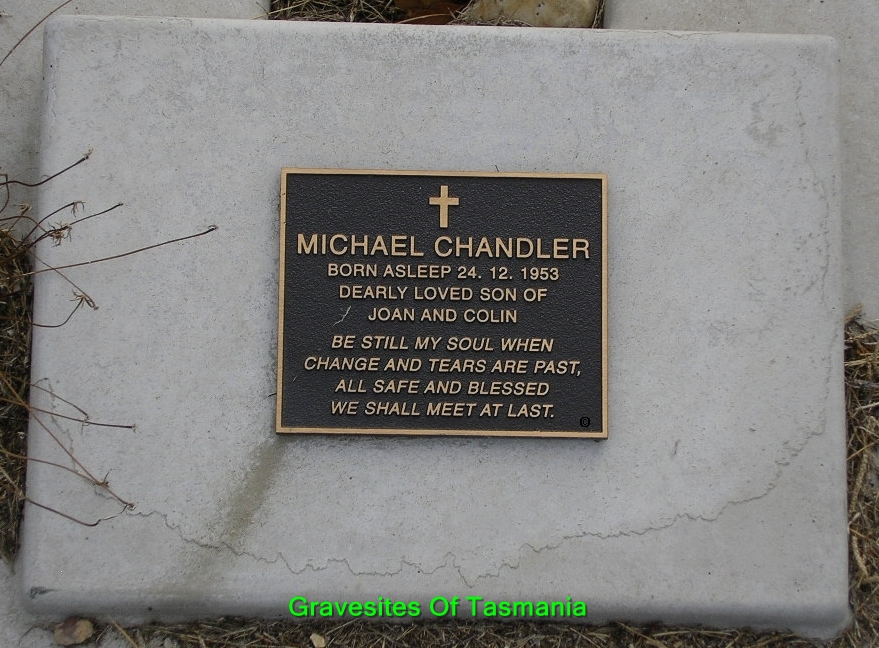 MICHAEL CHANDLER
BORN ASLEEP 24. 12. 1953
DEARLY LOVED SON OF
JOAN AND COLIN
BE STILL MY SOUL WHEN
CHANGE AND TEARS ARE PAST,
ALL SAFE AND BLESSED
WE SHALL MEET AT LAST.
Gravesites Of Tasmania